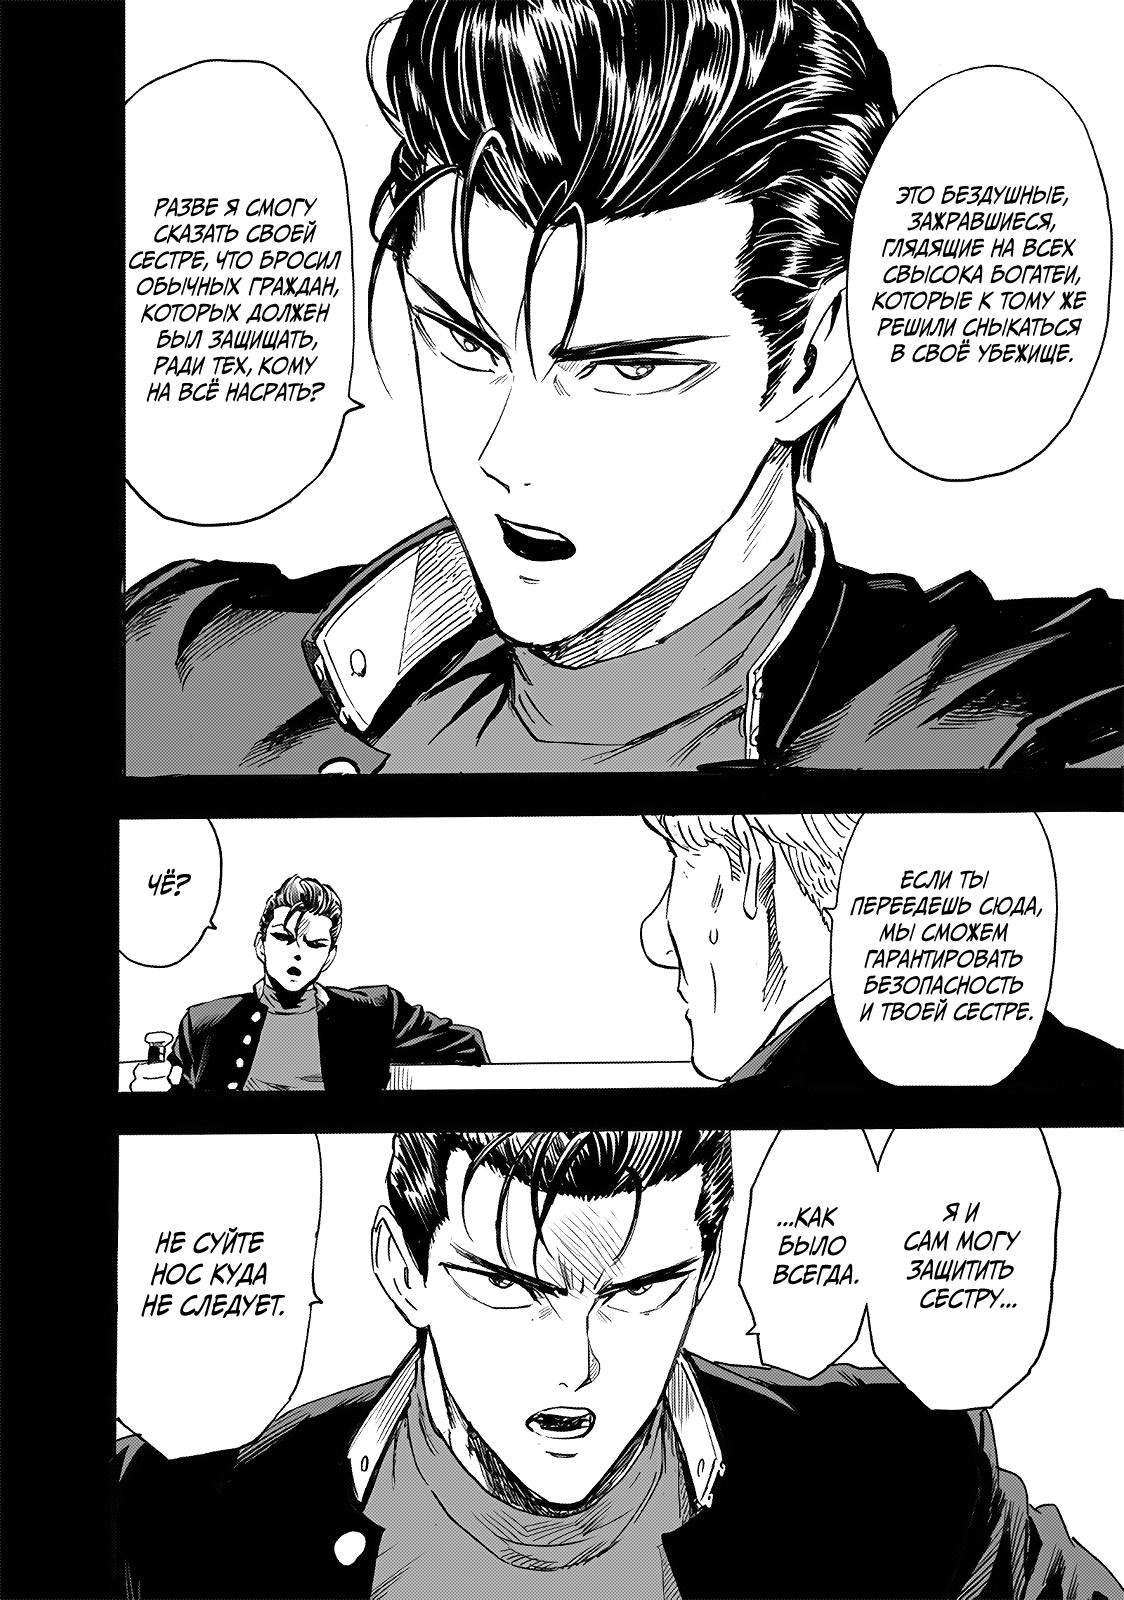 ЭТО БЕЗДУШНЫЕ,
ЗАЖРАВШИЕСЯ,
ГЛЯДЯЩИЕ НА ВСЕХ
СВЫСОКА БОГАТЕИ,
КОТОРЫЕ К ТОМУ ЖЕ
РЕШИЛИ СНЫКАТЬСЯ
В СВОЁ УБЕЖИЩЕ.
РАЗВЕ Я СМОГУ
СКАЗАТЬ СВОЕЙ
СЕСТРЕ, ЧТО БРОСИЛ
ОБЫЧНЫХ ГРАЖДАН,
КОТОРЫХ ДОЛЖЕН
БЫЛ ЗАЩИЩАТЬ,
РАДИ ТЕХ, КОМУ
НА ВСЁ НАСРАТЬ?
ЕСЛИ ТЫ
ПЕРЕЕДЕШЬ СЮДА,
МЫ СМОЖЕМ
ГАРАНТИРОВАТЬ
БЕЗОПАСНОСТЬ
И ТВОЕЙ СЕСТРЕ.
ЧЁ?
Я И
САМ МОГУ
ЗАЩИТИТЬ
СЕСТРУ...
...КАК
БЫЛО
ВСЕГДА.
НЕ СУЙТЕ
НОС КУДА
НЕ СЛЕДУЕТ.